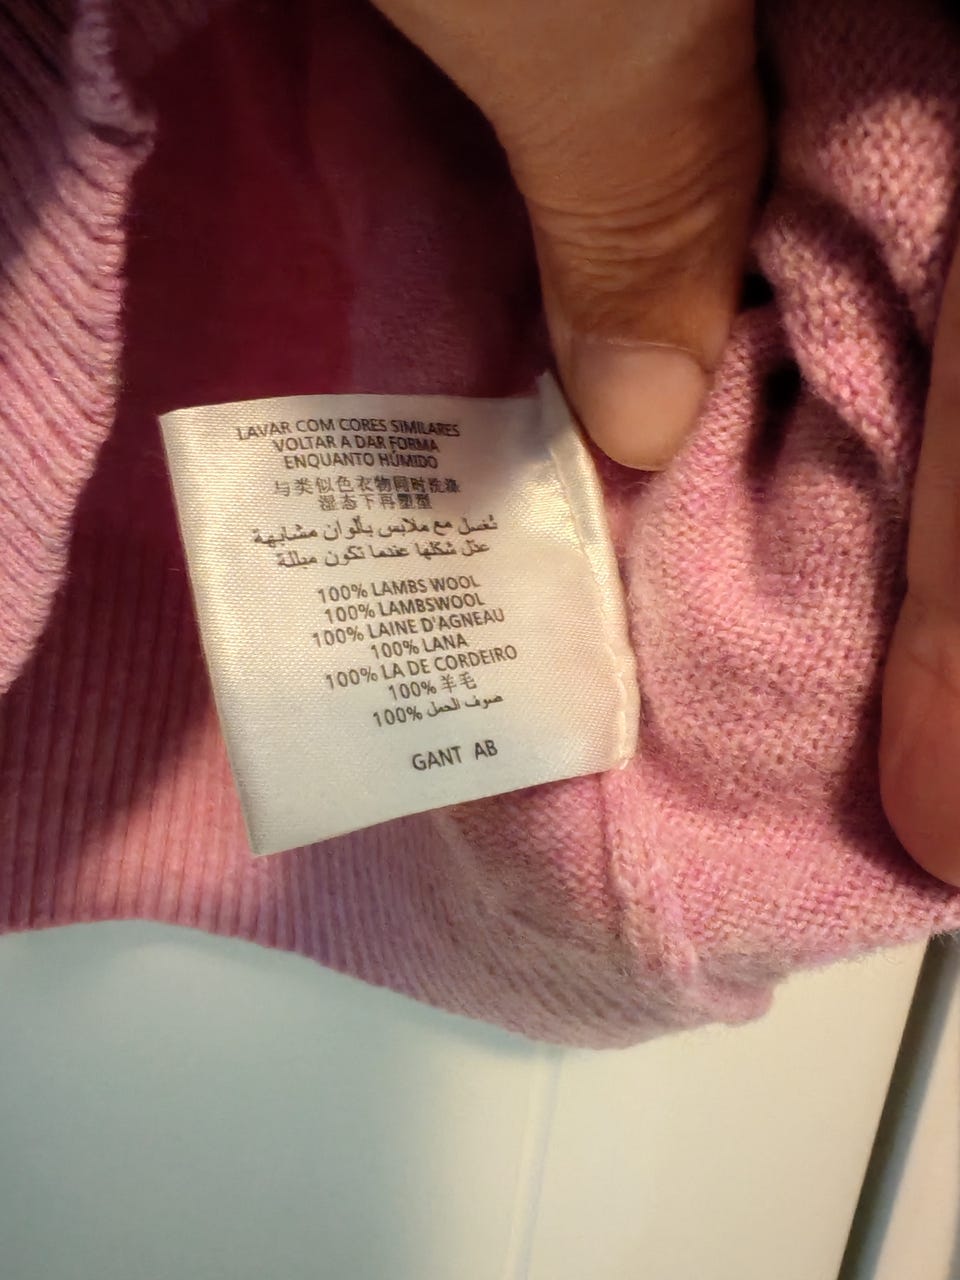 LAVAR COM CORES SIMILARES
VOLTAR A DAR FORMA
ENQUANTO HÚMIDO
与类似色衣物同时洗涤
湿态下再塑型
تغسل مع ملابس بألوان مشابهة
عدّل شكلها عندما تكون مبللة
100% LAMBS WOOL
100% LAMBSWOOL
100% LAINE D'AGNEAU
100% LANA
100% LA DE CORDEIRO
100% 羊毛
100% صوف الحمل
GANT AB